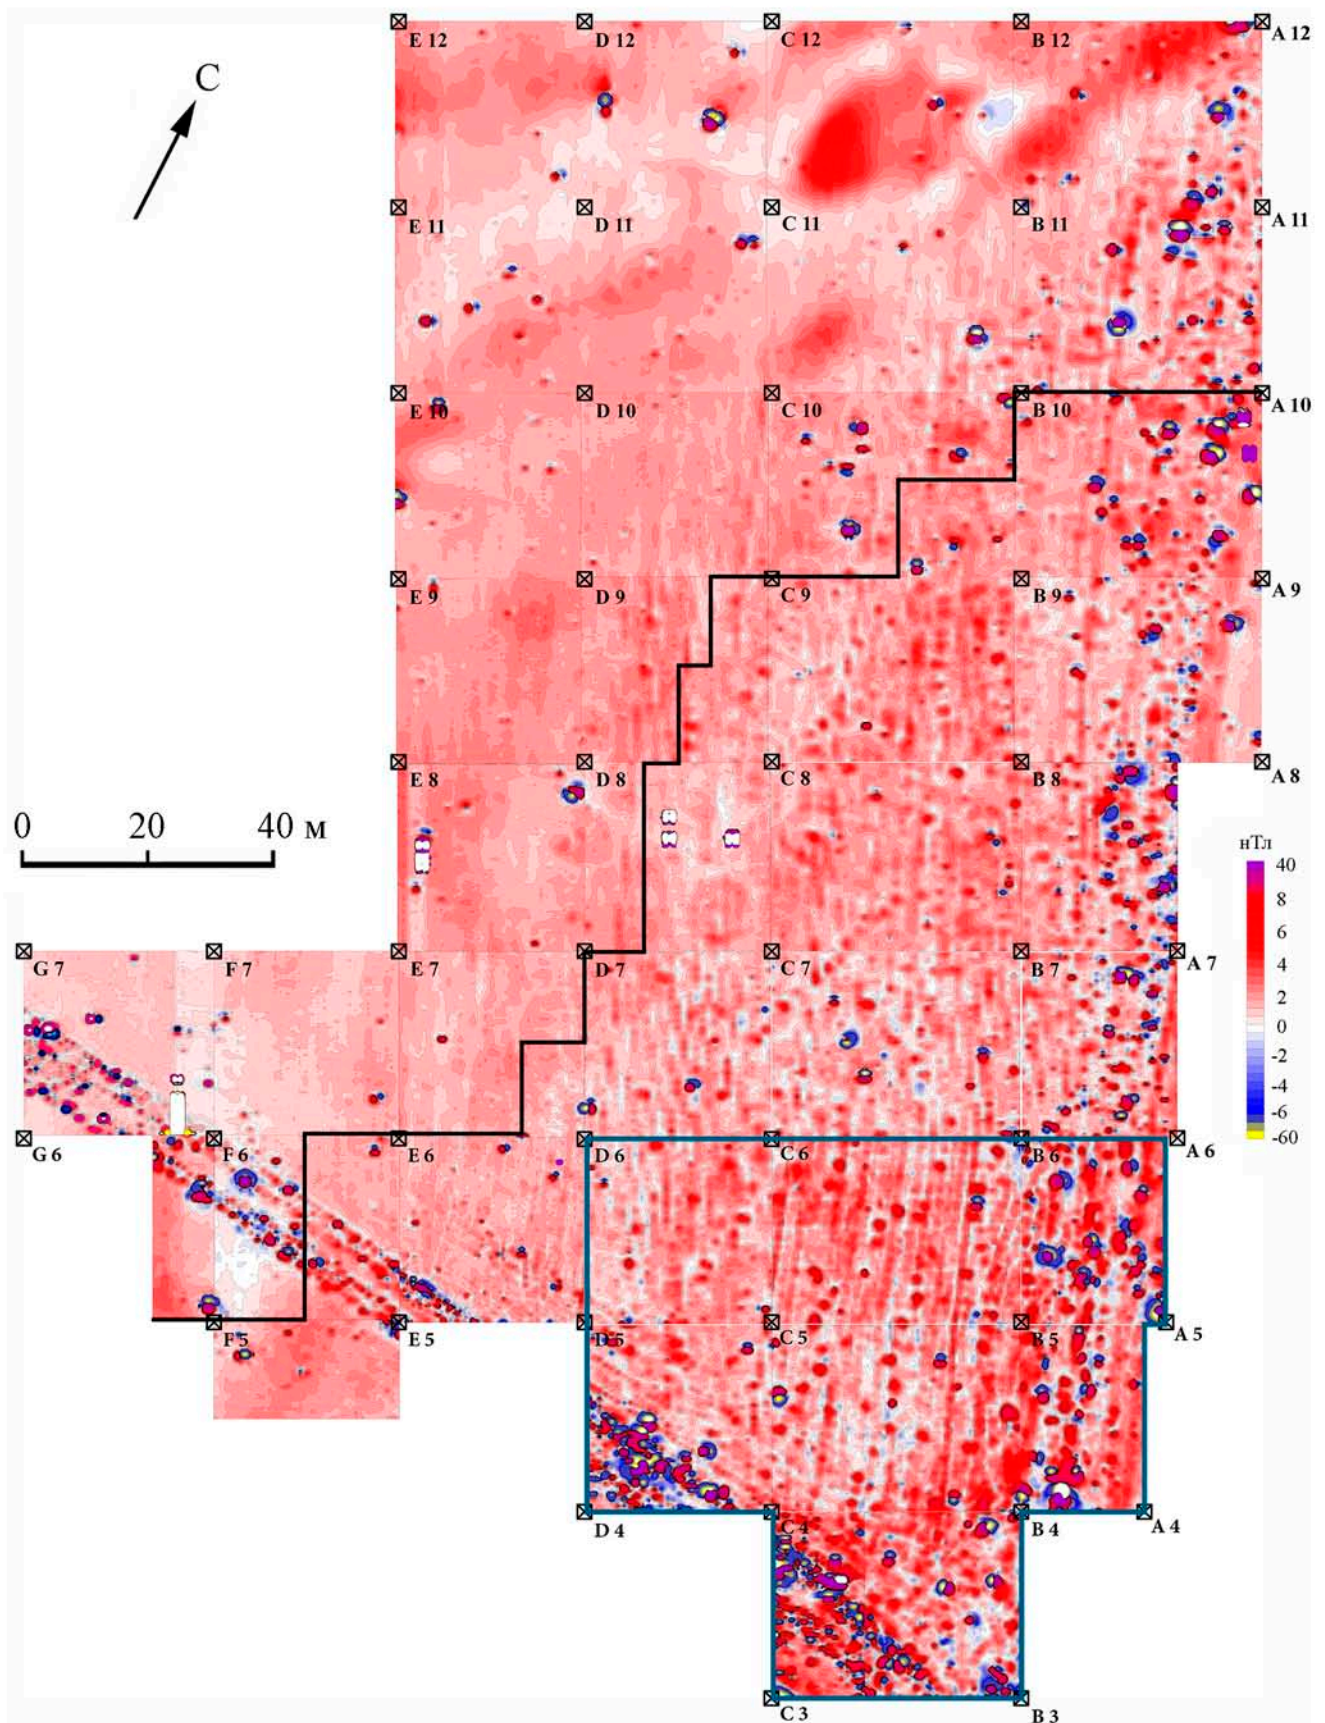 E 12 D 12 C 12 B 12 A 12
С
E 11 D 11 C 11 B 11 A 11
E 10 D 10 C 10 B 10 A 10
E 9 D 9 C 9 B 9 A 9
E 8 D 8 C 8 B 8 A 8
0 20 40 м
нТл
40
8
6
4
2
0
-2
-4
-6
-60
G 7 F 7 E 7 D 7 C 7 B 7 A 7
G 6 F 6 E 6 D 6 C 6 B 6 A 6
F 5 E 5 D 5 C 5 B 5 A 5
D 4 C 4 B 4 A 4
C 3 B 3